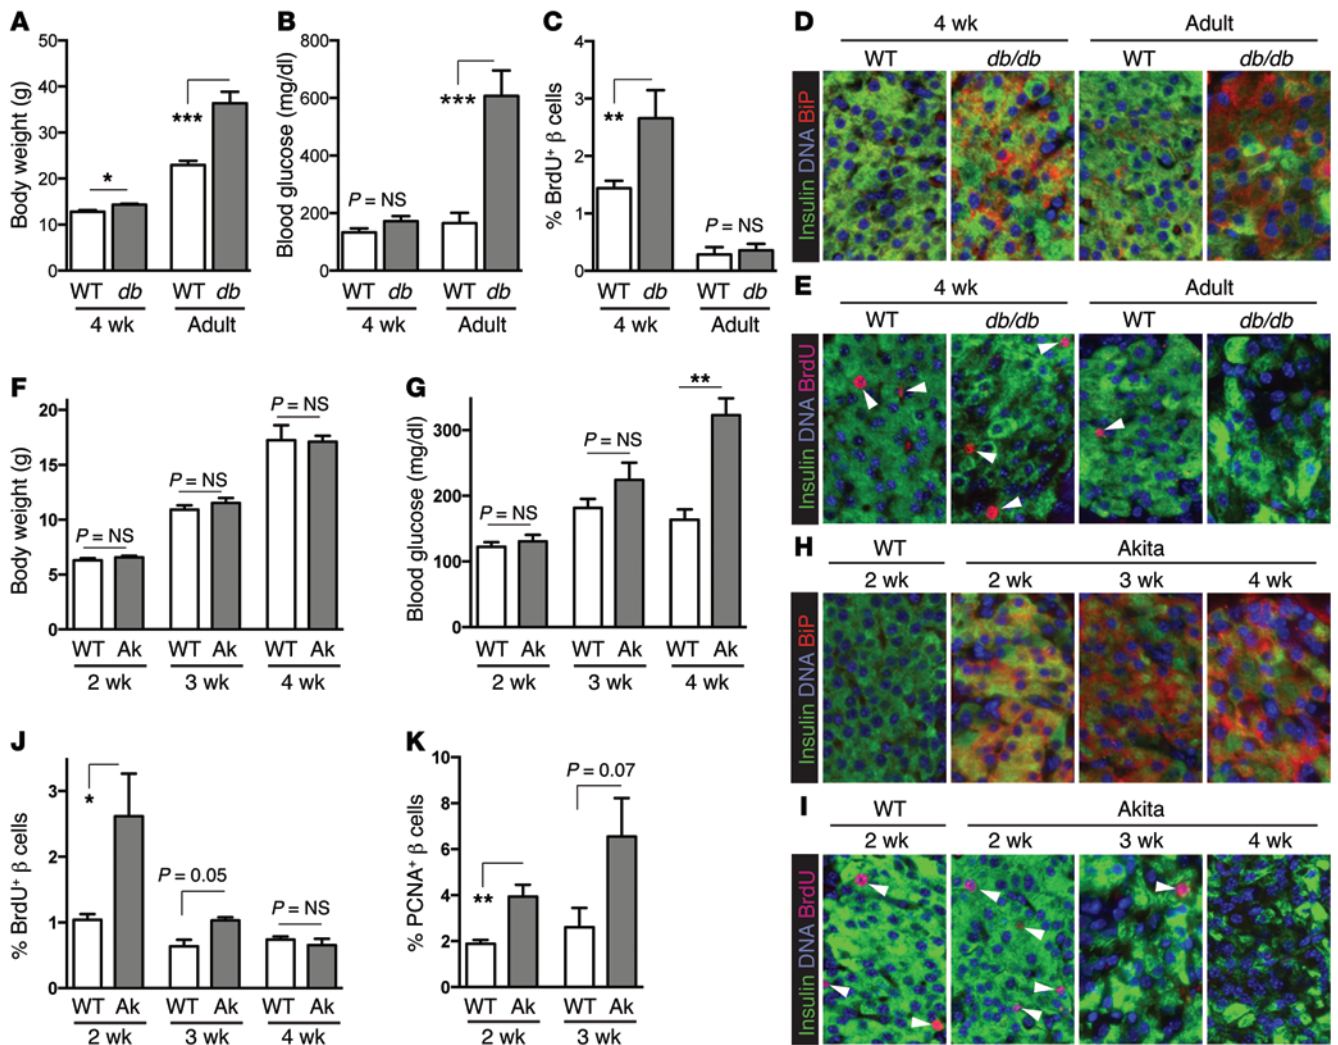 A
Body weight (g)
50
40
30
20
10
0
*
***
WT db WT db
4 wk Adult
B
Blood glucose (mg/dl)
800
600
400
200
0
P = NS
***
WT db WT db
4 wk Adult
C
% BrdU+ β cells
4
3
2
1
0
**
P = NS
WT db WT db
4 wk Adult
D
4 wk Adult
WT db/db WT db/db
Insulin DNA BiP
E
4 wk Adult
WT db/db WT db/db
Insulin DNA BrdU
F
Body weight (g)
20
15
10
5
0
P = NS
P = NS
P = NS
WT Ak WT Ak WT Ak
2 wk 3 wk 4 wk
G
Blood glucose (mg/dl)
300
200
100
0
P = NS
P = NS
**
WT Ak WT Ak WT Ak
2 wk 3 wk 4 wk
H
WT Akita
2 wk 2 wk 3 wk 4 wk
Insulin DNA BiP
J
% BrdU+ β cells
3
2
1
0
*
P = 0.05
P = NS
WT Ak WT Ak WT Ak
2 wk 3 wk 4 wk
K
% PCNA+ β cells
10
8
6
4
2
0
**
P = 0.07
WT Ak WT Ak
2 wk 3 wk
I
WT Akita
2 wk 2 wk 3 wk 4 wk
Insulin DNA BrdU